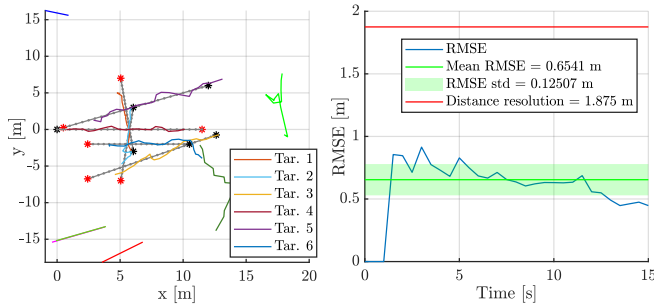 15
10
5
0
-5
-10
-15
y [m]
0
5
10
15
20
x [m]
Tar. 1
Tar. 2
Tar. 3
Tar. 4
Tar. 5
Tar. 6
2
1.5
1
0.5
0
RMSE [m]
0
5
10
15
Time [s]
RMSE
Mean RMSE = 0.6541 m
RMSE std = 0.12507 m
Distance resolution = 1.875 m